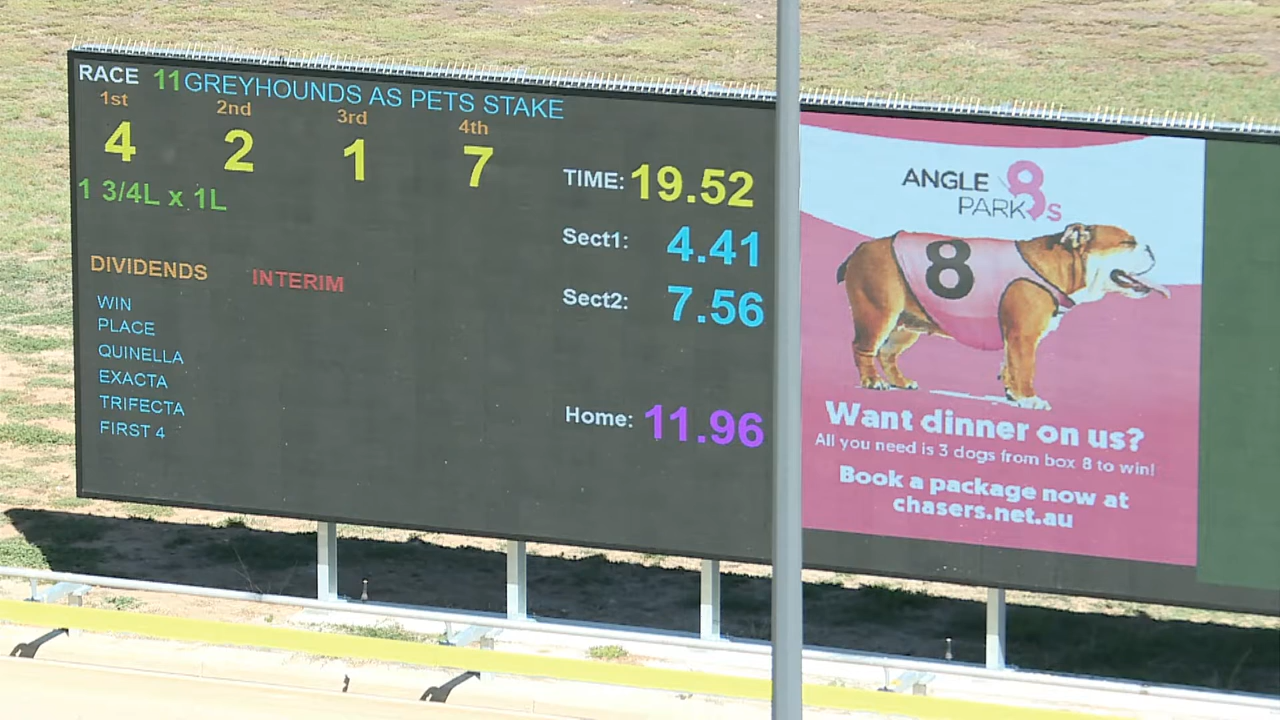 RACE 11 GREYHOUNDS AS PETS STAKE
1st 2nd 3rd 4th
4 2 1 7
1 3/4L x 1L
TIME: 19.52
Sect1: 4.41
Sect2: 7.56
Home: 11.96
DIVIDENDS INTERIM
WIN
PLACE
QUINELLA
EXACTA
TRIFECTA
FIRST 4
ANGLE
PARK 8s
8
Want dinner on us?
All you need is 3 dogs from box 8 to win!
Book a package now at
chasers.net.au